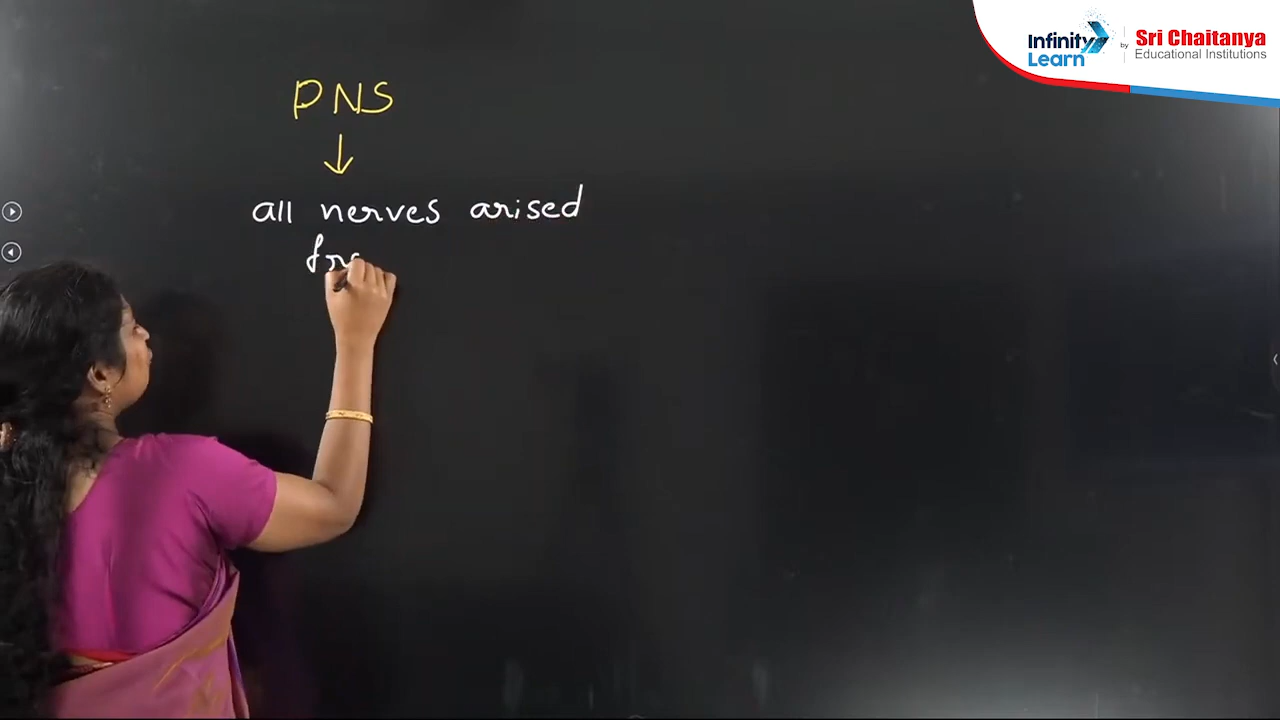 Infinity Learn
by
Sri Chaitanya
Educational Institutions
PNS
all nerves arised